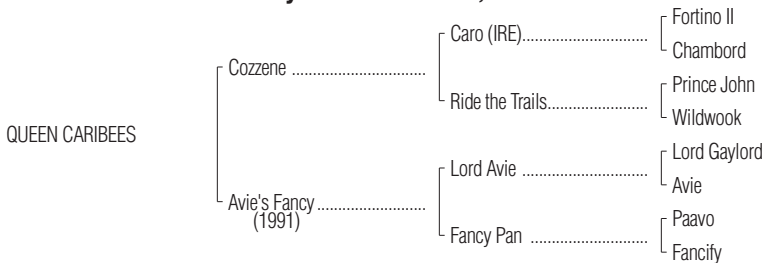 Fortino II
Caro (IRE)..............................
Chambord
Cozzene ................................
Prince John
Ride the Trails........................
Wildwook
QUEEN CARIBEES
Lord Gaylord
Lord Avie ..............................
Avie
Avie's Fancy ..........................
(1991)
Paavo
Fancy Pan ............................
Fancify